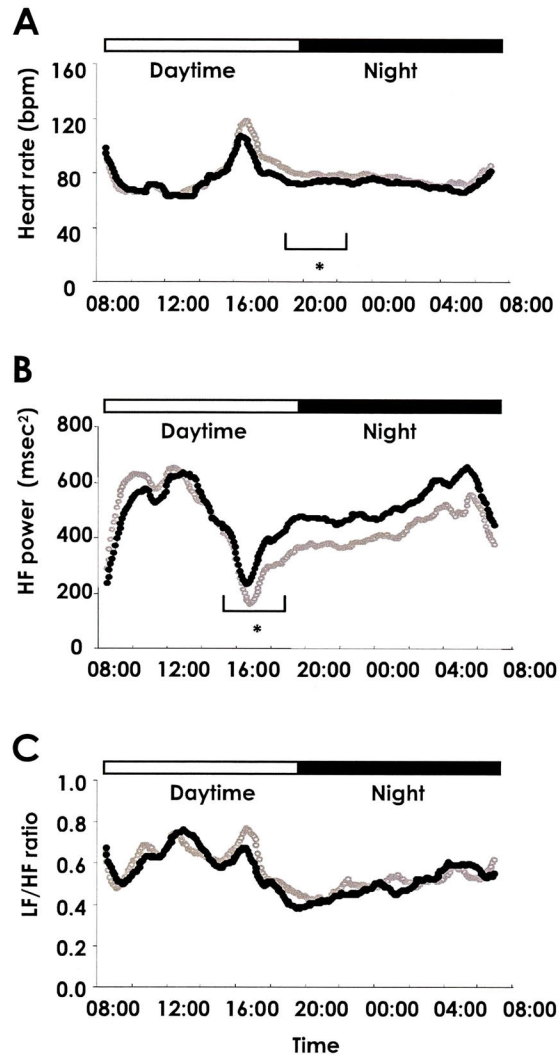 A
Daytime Night
Heart rate (bpm)
160
120
80
40
0
*
08:00 12:00 16:00 20:00 00:00 04:00 08:00
B
Daytime Night
HF power (msec-2)
800
600
400
200
0
*
08:00 12:00 16:00 20:00 00:00 04:00 08:00
C
Daytime Night
LF/HF ratio
1.0
0.8
0.6
0.4
0.2
0.0
08:00 12:00 16:00 20:00 00:00 04:00 08:00
Time